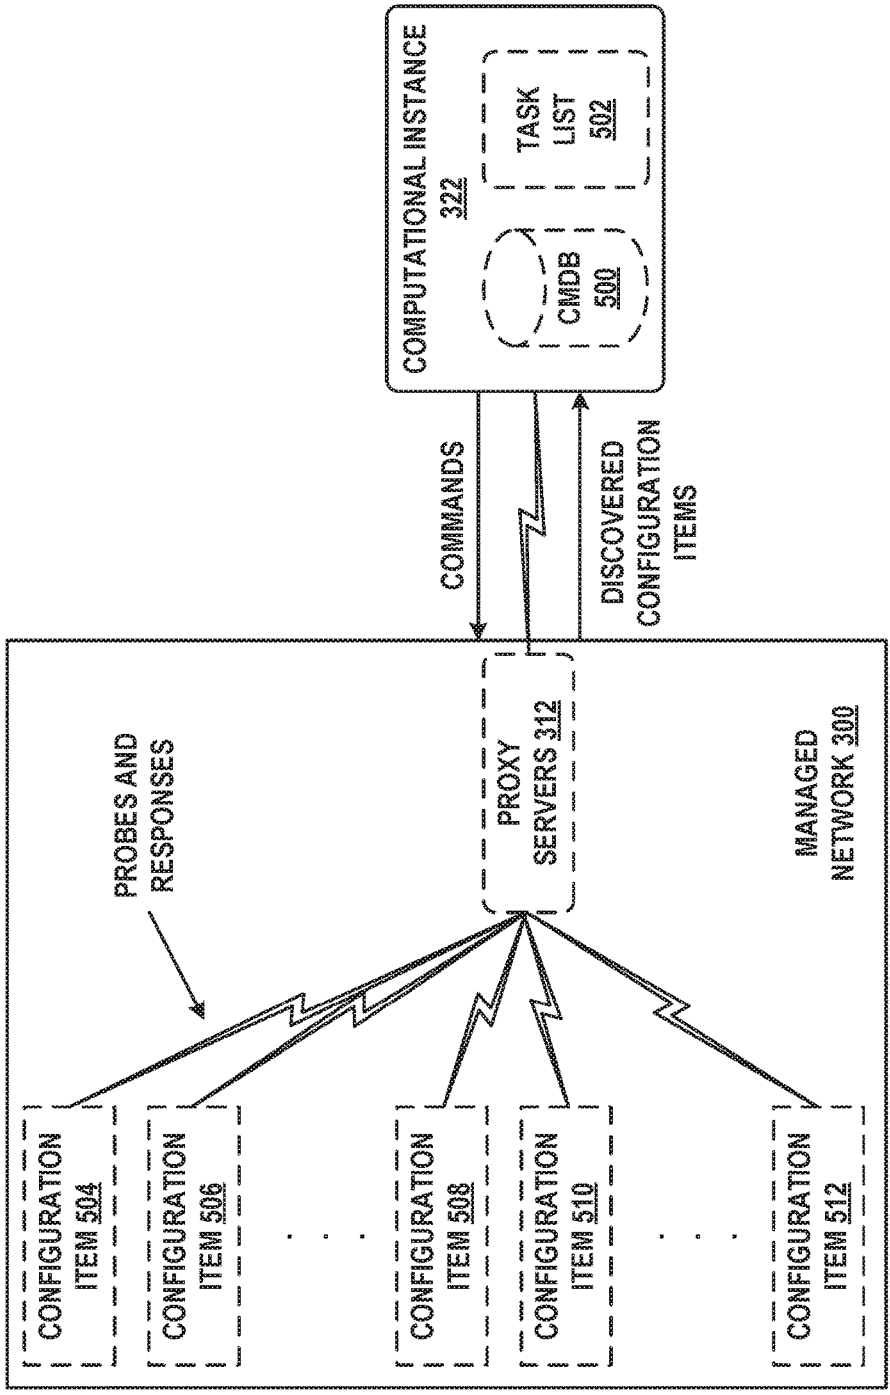 COMPUTATIONAL INSTANCE
322
CMDB
500
TASK
LIST
502
COMMANDS
DISCOVERED
CONFIGURATION
ITEMS
PROBES AND
RESPONSES
PROXY
SERVERS 312
MANAGED
NETWORK 300
CONFIGURATION
ITEM 504
CONFIGURATION
ITEM 506
. . .
CONFIGURATION
ITEM 508
CONFIGURATION
ITEM 510
. . .
CONFIGURATION
ITEM 512